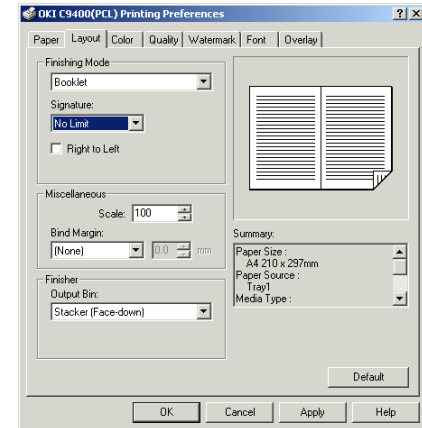 OKI C9400(PCL) Printing Preferences
Paper Layout Color Quality Watermark Font Overlay
Finishing Mode
Booklet
Signature:
No Limit
Right to Left
Miscellaneous
Scale: 100
Bind Margin:
(None) 0.0 mm
Finisher
Output Bin:
Stacker (Face-down)
Summary:
Paper Size :
A4 210 x 297mm
Paper Source :
Tray1
Media Type :
Default
OK Cancel Apply Help